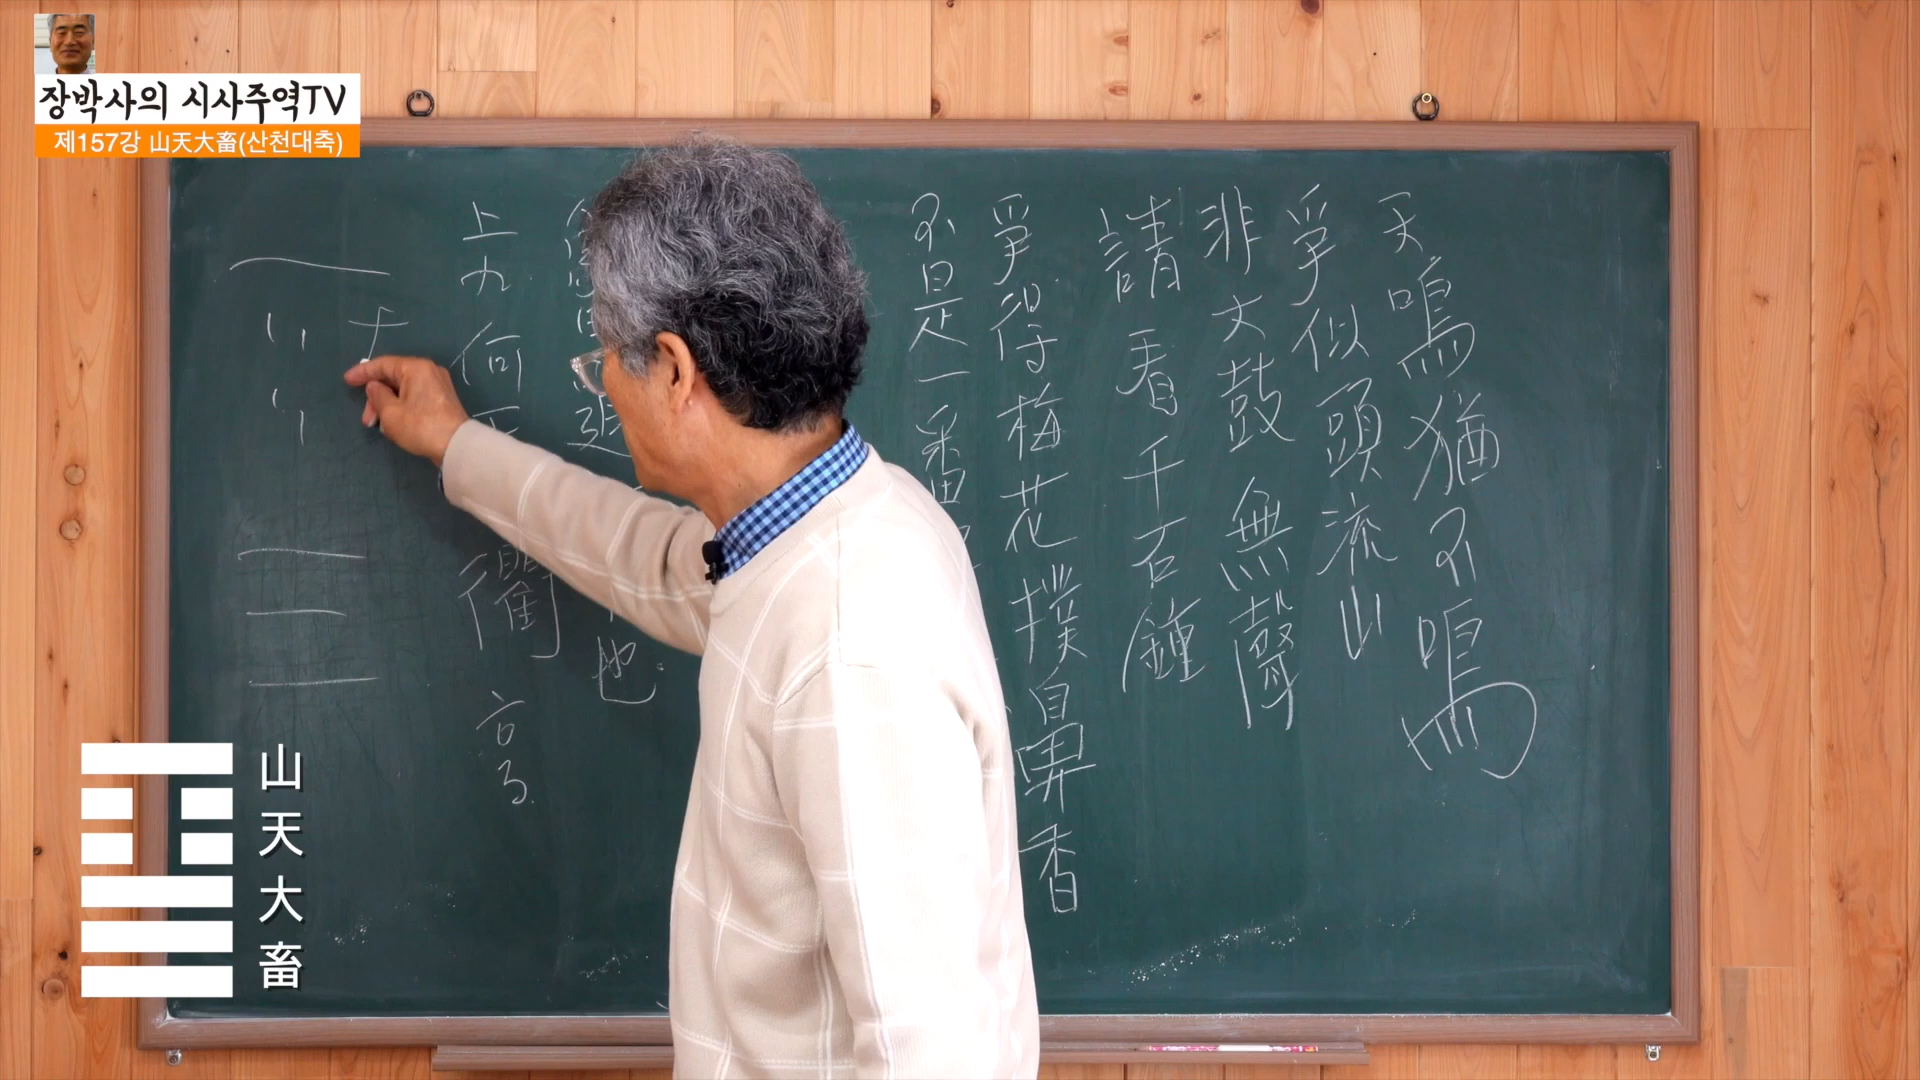 장박사의 시사주역TV
제157강 山天大畜(산천대축)
天鳴猶不鳴
爭似頭流山
非大鼓無聲
請看千石鍾
爭得梅花撲鼻香
不是一番
也
上九 何 衢 亨
山天大畜